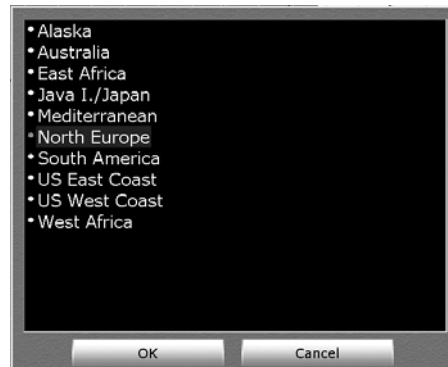 • Alaska
• Australia
• East Africa
• Java I./Japan
• Mediterranean
• North Europe
• South America
• US East Coast
• US West Coast
• West Africa
OK Cancel